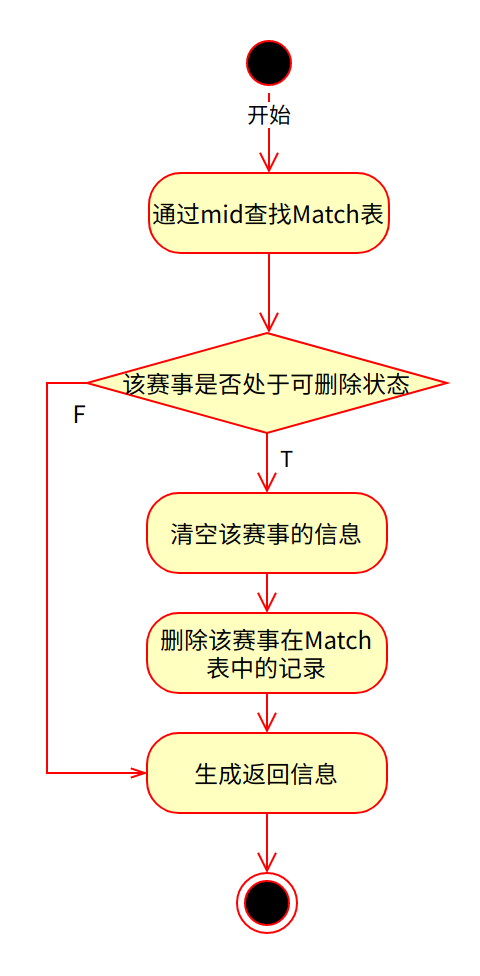 开始
通过mid查找Match表
该赛事是否处于可删除状态
F
T
清空该赛事的信息
删除该赛事在Match
表中的记录
生成返回信息